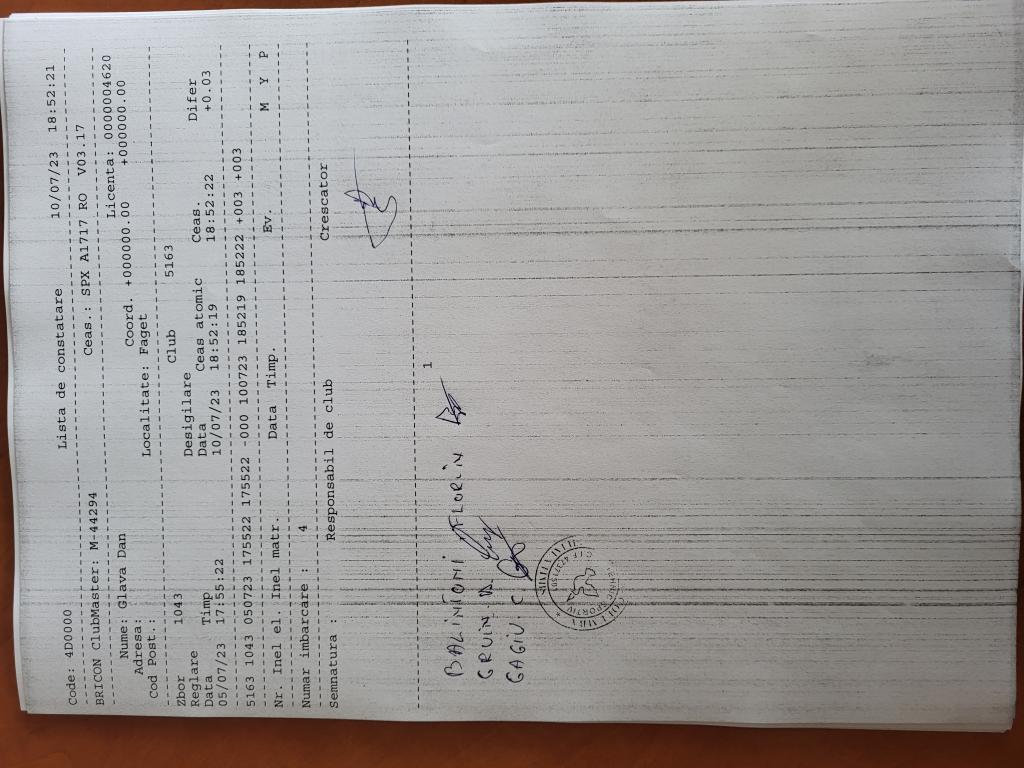 Code: 4D00000 Lista de constatare 10/07/23 18:52:21
BRICON ClubMaster: M-44294 Ceas.: SPX A1717 RO V03.17
Nume: Glava Dan Licenta: 00000004620
Adresa: Coord. +000000.00 +000000.00
Cod Post.: Localitate: Faget
Zbor 1043 Club 5163
Reglare Desigilare
Data Timp Data Ceas atomic Ceas. Difer
05/07/23 17:55:22 10/07/23 18:52:19 18:52:22 +0.03
5163 1043 050723 175522 175522 -000 100723 185219 185222 +003 +003
Nr. Inel el. Inel matr. Data Timp. Ev. M Y P
Numar imbarcare : 4
Semnatura : Responsabil de club Crescator
1
BALINTONI FLORIN
GRUIN. D.
GAGIU. C
COLUMBA